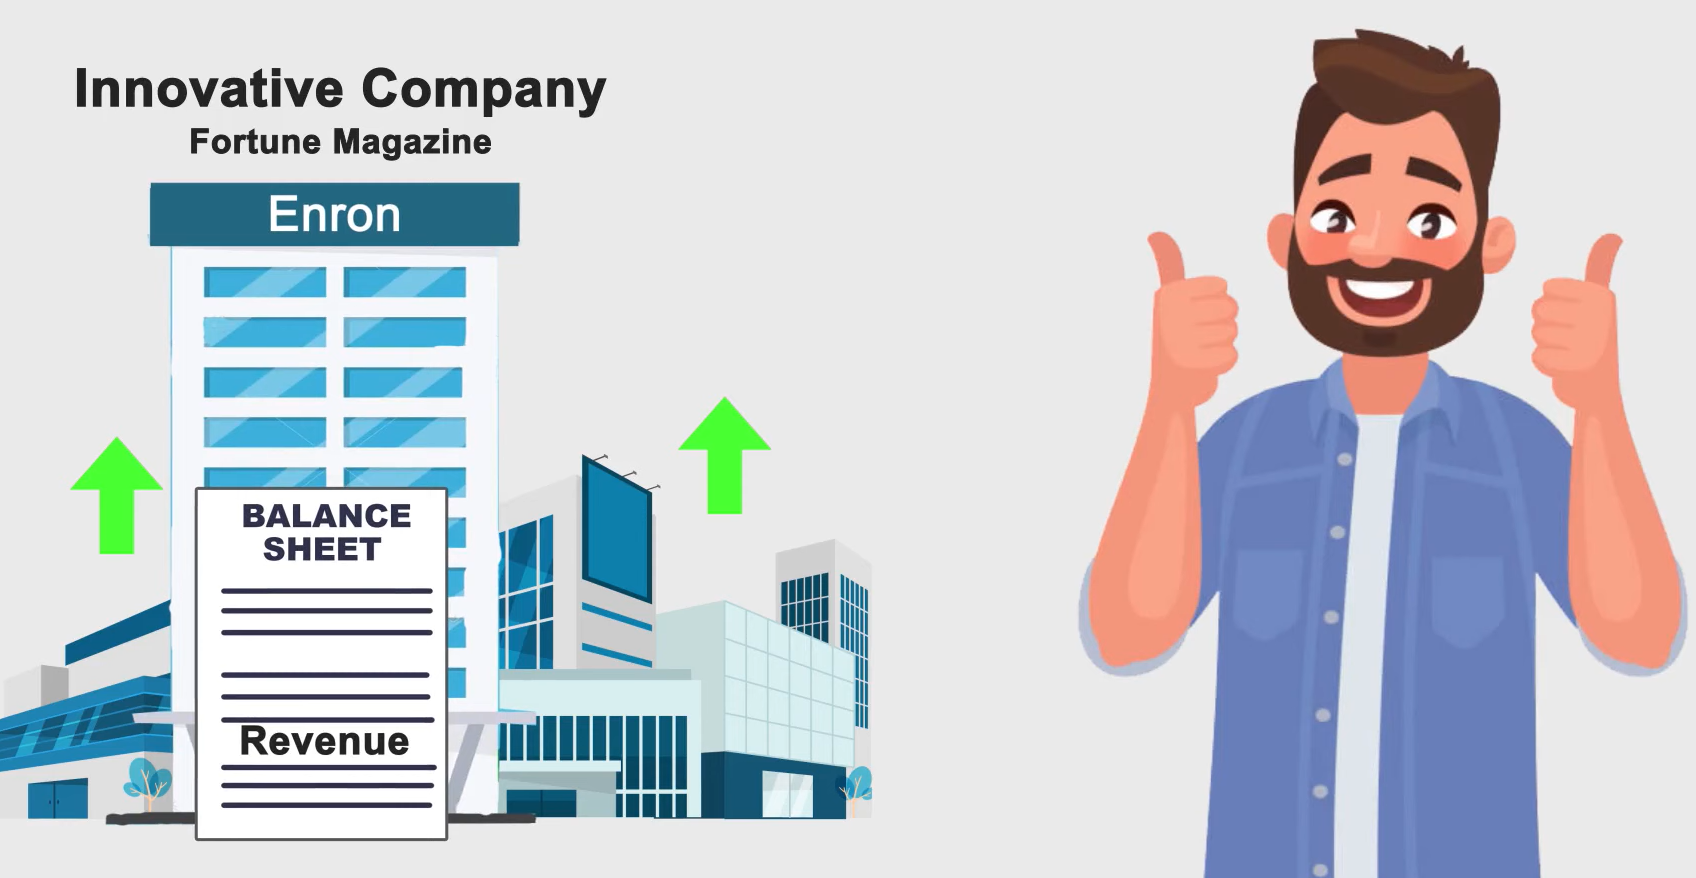 Innovative Company
Fortune Magazine
Enron
BALANCE
SHEET
Revenue